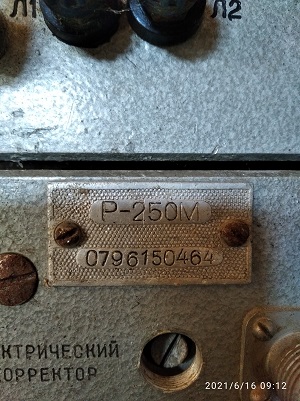 Л1 Л2
Р-250М
0796150464
КТРИЧЕСКИЙ
ОРРЕКТОР
2021/6/16 09:12